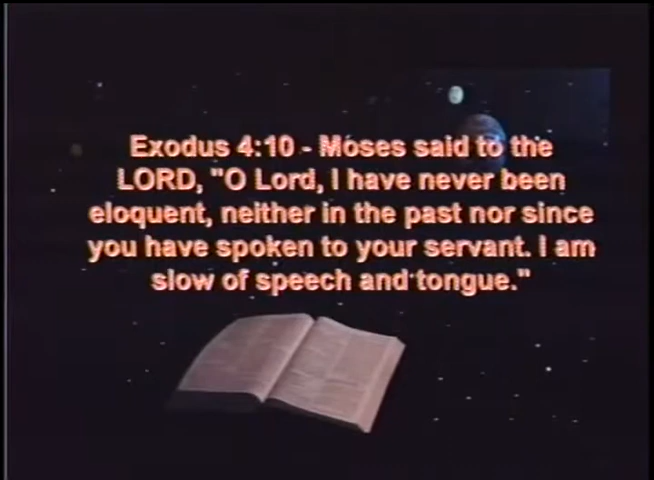 Exodus 4:10 - Moses said to the
LORD, "O Lord, I have never been
eloquent, neither in the past nor since
you have spoken to your servant. I am
slow of speech and tongue."